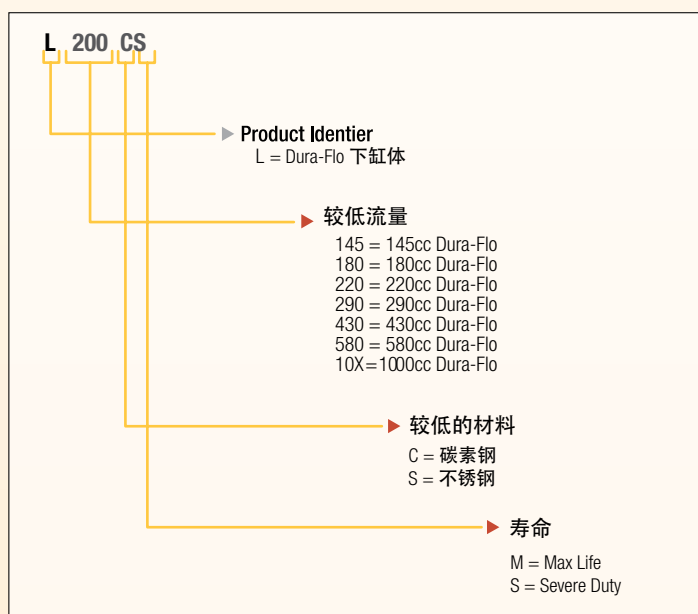 L 200 CS
Product Identier
L = Dura-Flo 下缸体
较低流量
145 = 145cc Dura-Flo
180 = 180cc Dura-Flo
220 = 220cc Dura-Flo
290 = 290cc Dura-Flo
430 = 430cc Dura-Flo
580 = 580cc Dura-Flo
10X=1000cc Dura-Flo
较低的材料
C = 碳素钢
S = 不锈钢
寿命
M = Max Life
S = Severe Duty